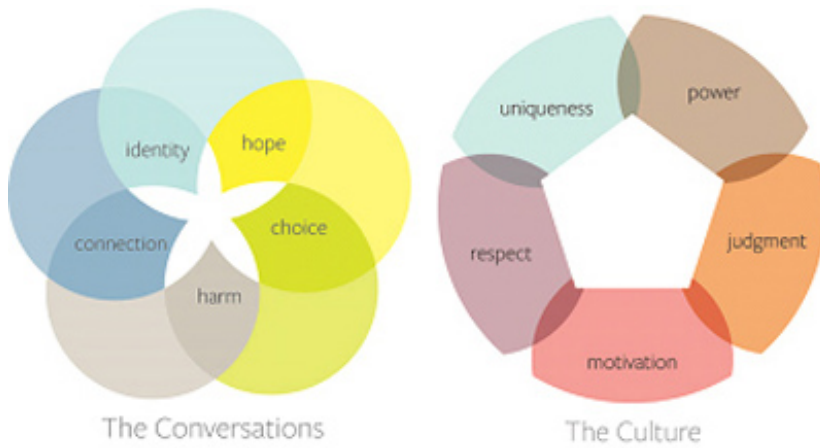 identity
hope
connection
choice
harm
The Conversations
uniqueness
power
respect
judgment
motivation
The Culture